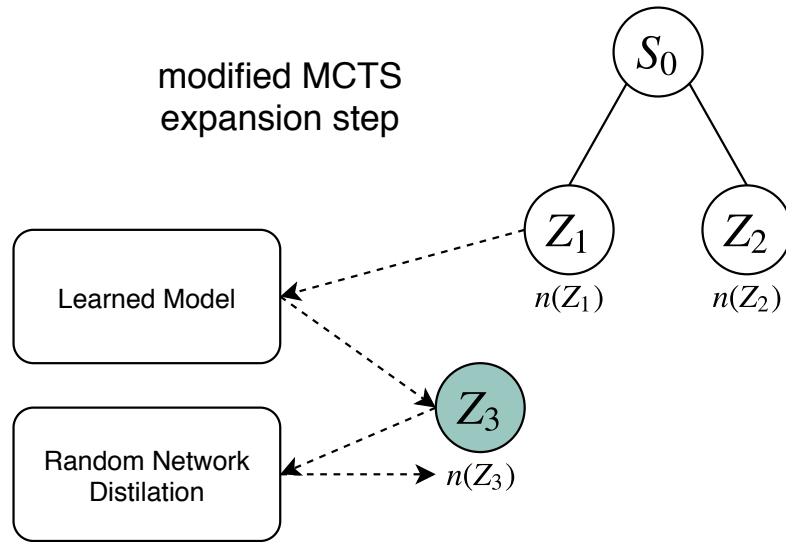 modified MCTS
expansion step
S₀
Z₁
Z₂
n(Z₁)
n(Z₂)
Learned Model
Z₃
n(Z₃)
Random Network
Distilation